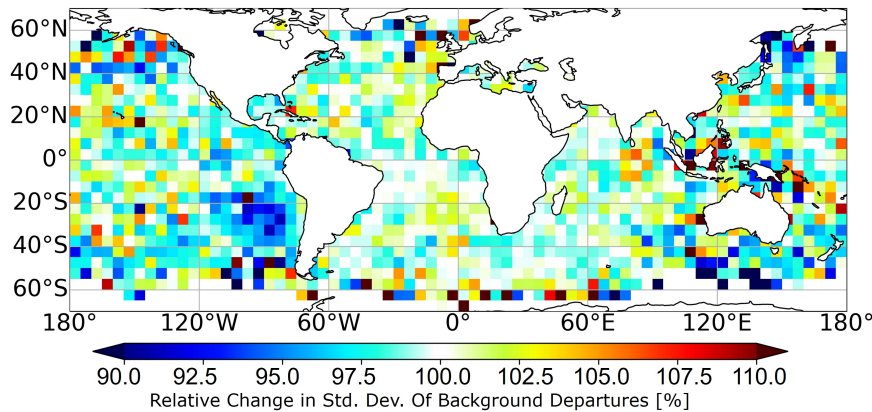 60°N
40°N
20°N
0°
20°S
40°S
60°S
180° 120°W 60°W 0° 60°E 120°E 180°
90.0 92.5 95.0 97.5 100.0 102.5 105.0 107.5 110.0
Relative Change in Std. Dev. Of Background Departures [%]